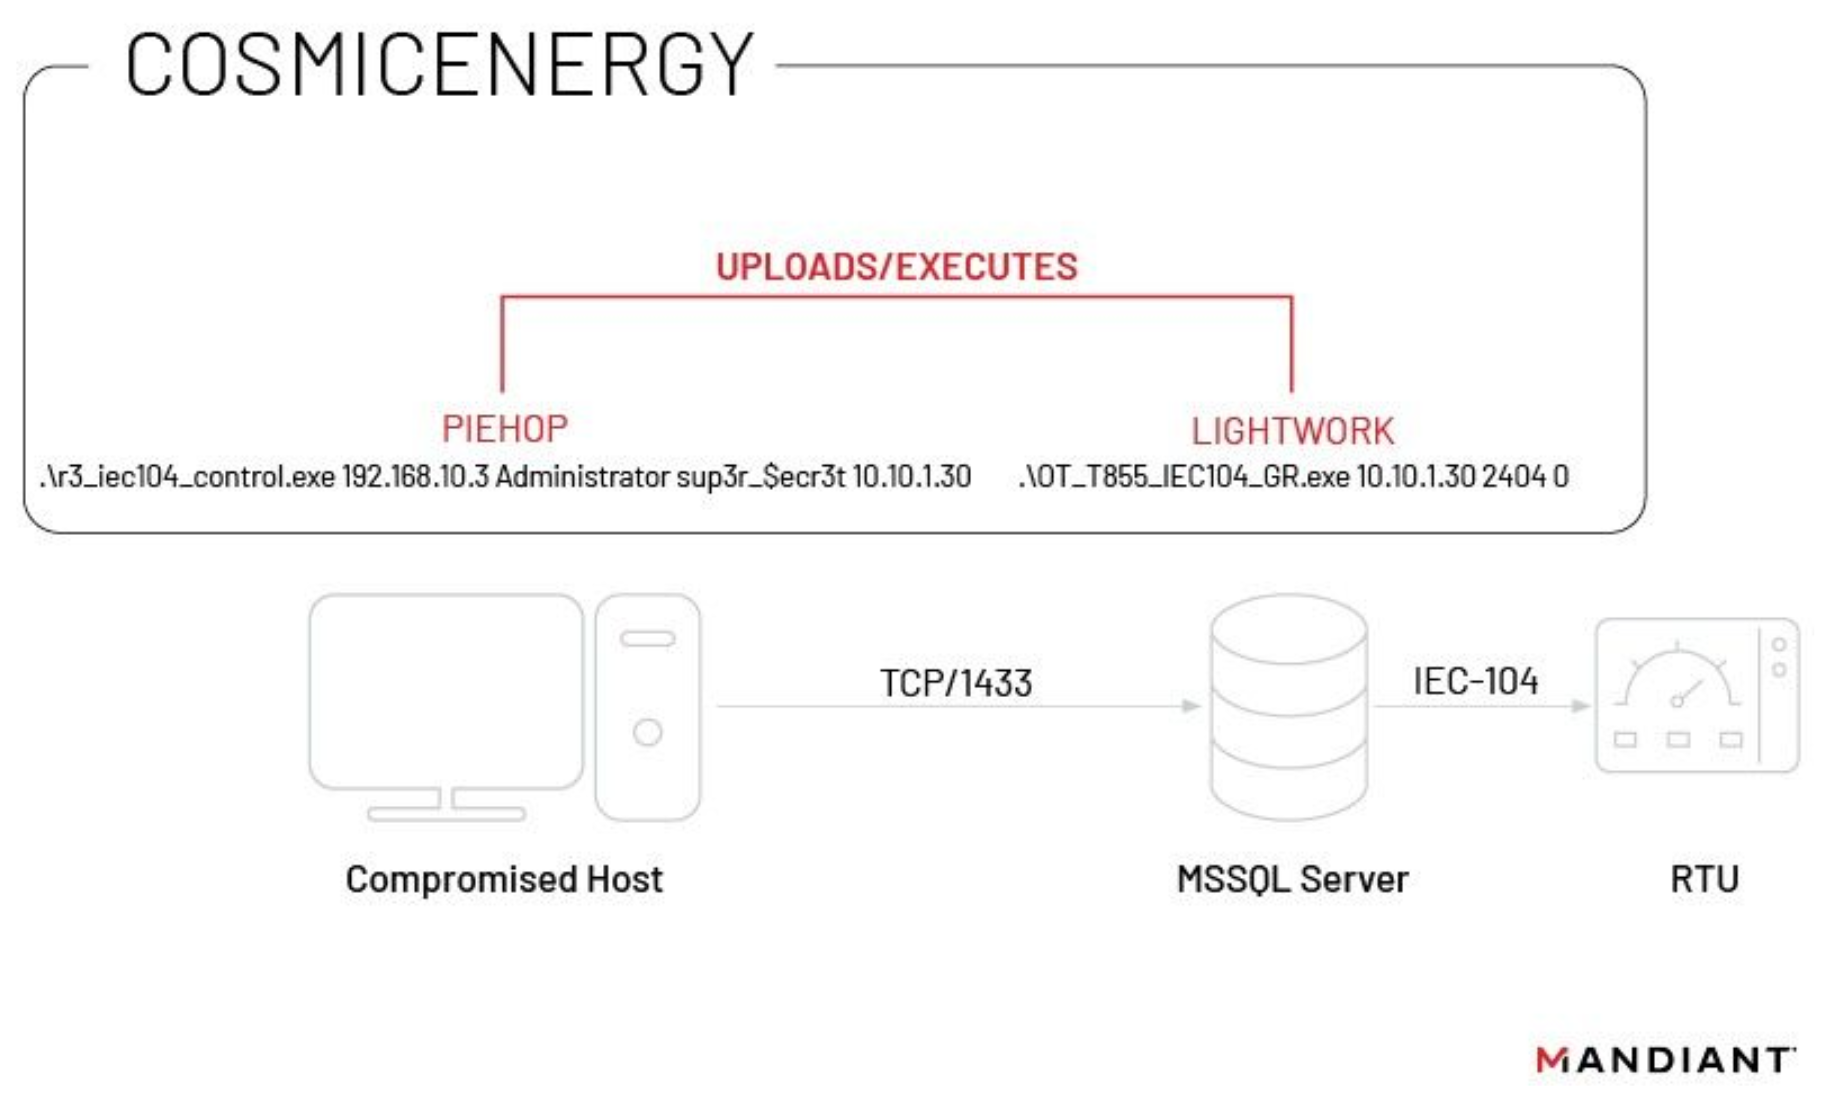 COSMICENERGY
UPLOADS/EXECUTES
PIEHOP
.\r3_iec104_control.exe 192.168.10.3 Administrator sup3r_$ecr3t 10.10.1.30
LIGHTWORK
.\OT_T855_IEC104_GR.exe 10.10.1.30 2404 0
TCP/1433
IEC-104
Compromised Host
MSSQL Server
RTU
MANDIANT